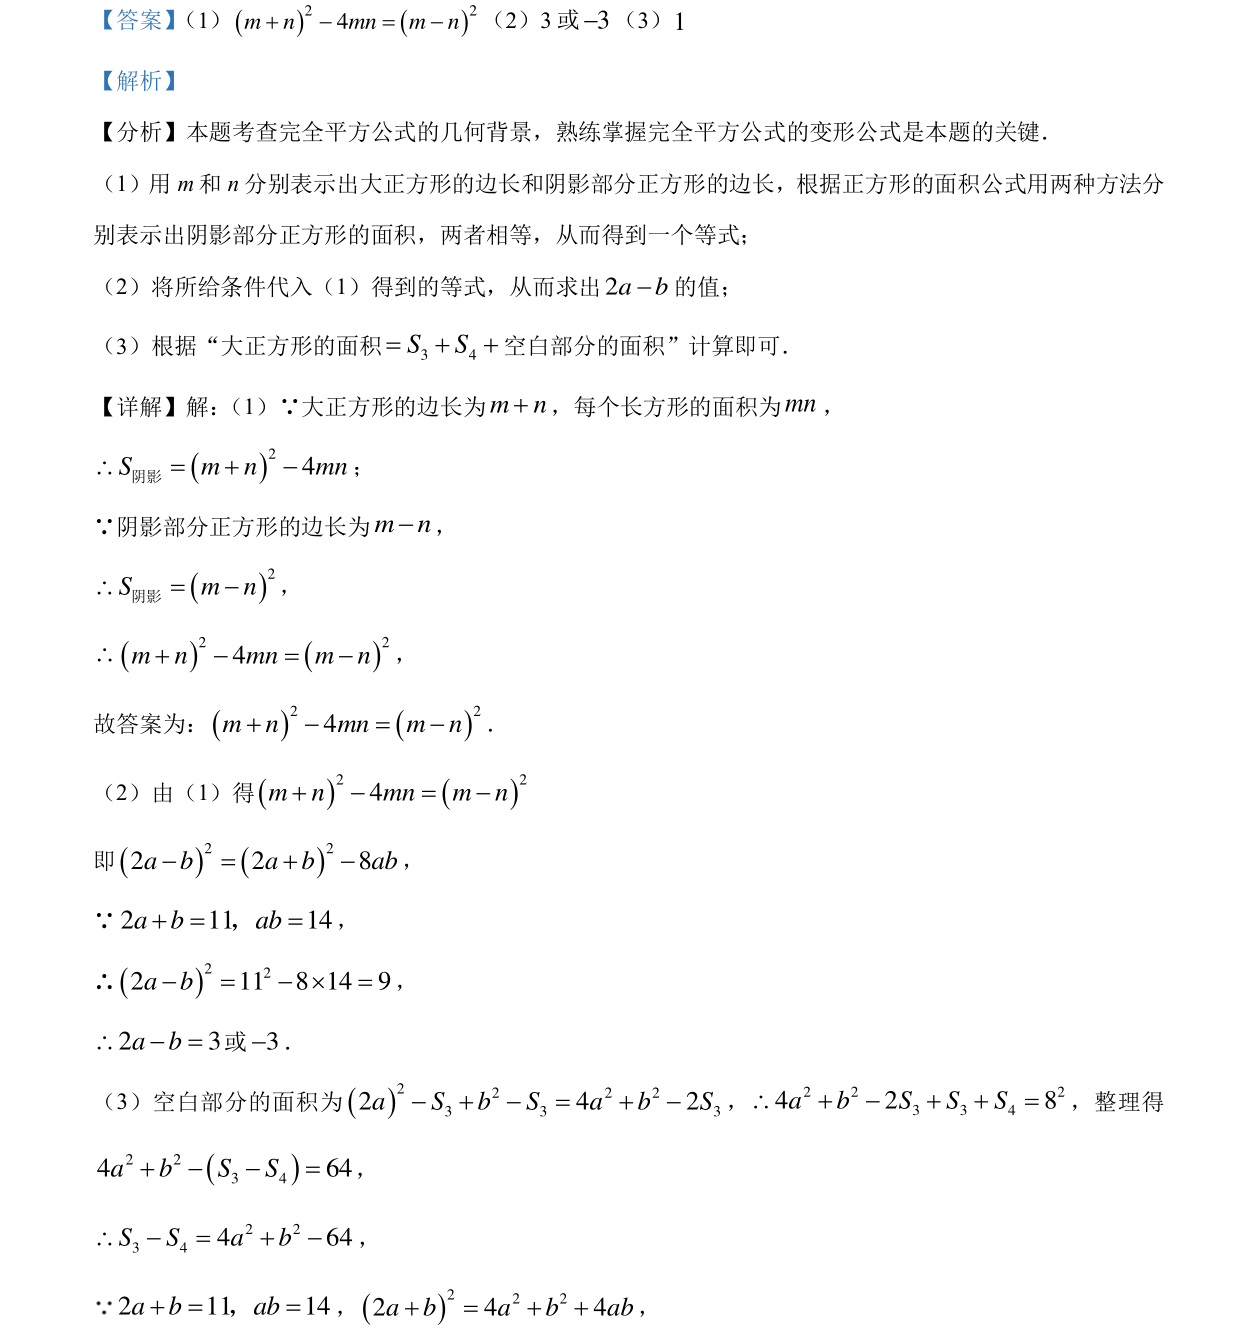 【答案】（1）(m+n)²−4mn=(m−n)²（2）3或−3（3）1
【解析】
【分析】本题考查完全平方公式的几何背景，熟练掌握完全平方公式的变形公式是本题的关键．
（1）用 m 和 n 分别表示出大正方形的边长和阴影部分正方形的边长，根据正方形的面积公式用两种方法分
别表示出阴影部分正方形的面积，两者相等，从而得到一个等式；
（2）将所给条件代入（1）得到的等式，从而求出 2a−b 的值；
（3）根据“大正方形的面积=S₃+S₄+空白部分的面积”计算即可．
【详解】解：（1）∵大正方形的边长为 m+n，每个长方形的面积为 mn，
∴S阴影=(m+n)²−4mn；
∵阴影部分正方形的边长为 m−n，
∴S阴影=(m−n)²，
∴(m+n)²−4mn=(m−n)²，
故答案为：(m+n)²−4mn=(m−n)²．
（2）由（1）得(m+n)²−4mn=(m−n)²
即(2a−b)²=(2a+b)²−8ab，
∵2a+b=11，ab=14，
∴(2a−b)²=11²−8×14=9，
∴2a−b=3或−3．
（3）空白部分的面积为(2a)²−S₃+b²−S₃=4a²+b²−2S₃，∴4a²+b²−2S₃+S₃+S₄=8²，整理得
4a²+b²−(S₃−S₄)=64，
∴S₃−S₄=4a²+b²−64，
∵2a+b=11，ab=14，(2a+b)²=4a²+b²+4ab，